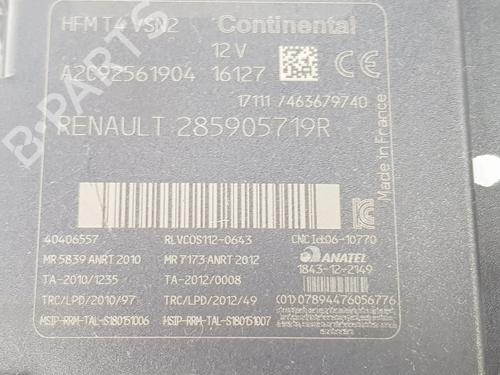 HFM T4 VSN2 Continental
12 V
A2C92561904 16127 CE
17111 / 463679740
RENAULT 285905719R
Made in France
40406557 RLVCOS112-0643 CNC Id:06-10770
MR 5839 ANRT 2010 MR 7173 ANRT 2012 ANATEL
TA-2010/1235 TA-2012/0008 1843-12-2149
TRC/LPD/2010/97 TRC/LPD/2012/49 (01)07894476056776
MSIP-RRM-TAL-S180151006 MSIP-RRM-TAL-S180151007
B-PARTS